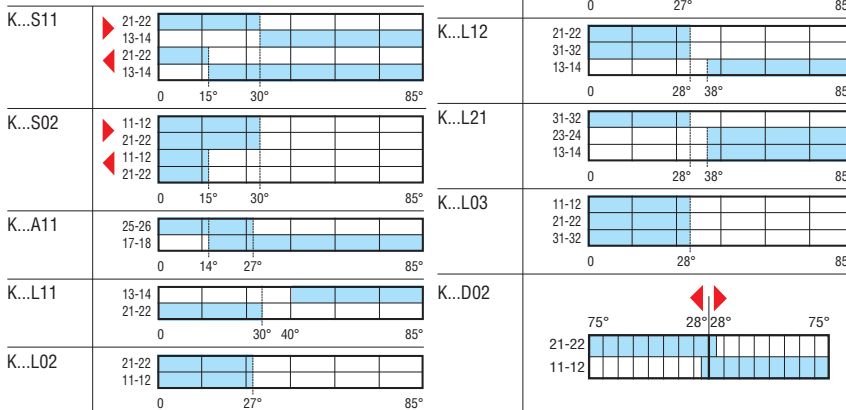 K...S11
21-22
13-14
21-22
13-14
0 15° 30° 85°
K...S02
11-12
21-22
11-12
21-22
0 15° 30° 85°
K...A11
25-26
17-18
0 14° 27° 85°
K...L11
13-14
21-22
0 30° 40° 85°
K...L02
21-22
11-12
0 27° 85°
0 27° 85
K...L12
21-22
31-32
13-14
0 28° 38° 85
K...L21
31-32
23-24
13-14
0 28° 38° 85
K...L03
11-12
21-22
31-32
0 28° 85
K...D02
75° 28° 28° 75°
21-22
11-12